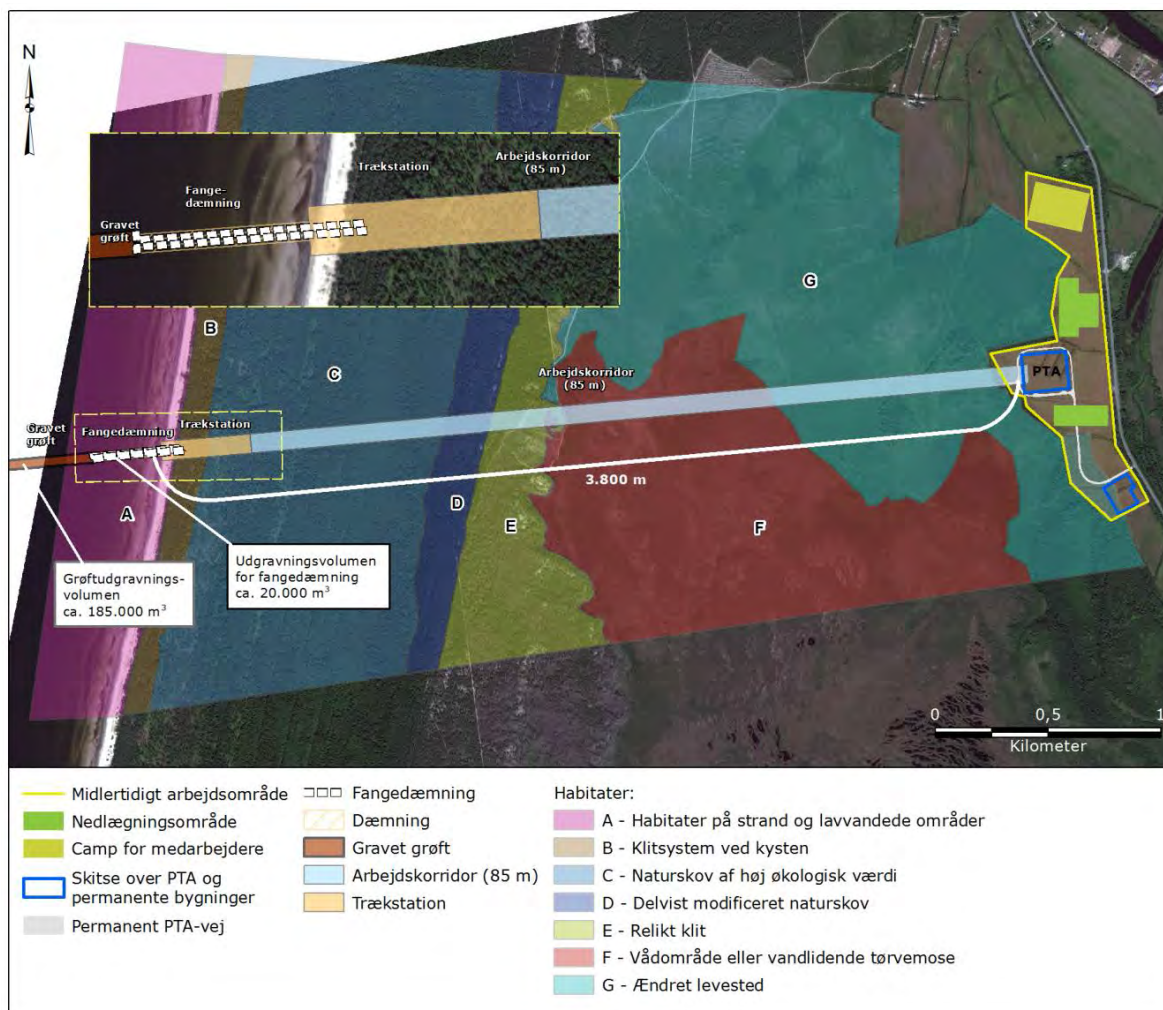 N
Trækstation
Arbejdskorridor
(85 m)
Fange-
dæmning
Gravet
grøft
G
B
C
Arbejdskorridor
(85 m)
PTA
Gravet
grøft
Fangedæmning
Trækstation
3.800 m
A
D
E
F
Udgravningsvolumen
for fangedæmning
ca. 20.000 m³
Grøftudgravnings-
volumen
ca. 185.000 m³
0 0,5 1
Kilometer
Midlertidigt arbejdsområde
Nedlægningsområde
Camp for medarbejdere
Skitse over PTA og
permanente bygninger
Permanent PTA-vej
Fangedæmning
Dæmning
Gravet grøft
Arbejdskorridor (85 m)
Trækstation
Habitater:
A - Habitater på strand og lavvandede områder
B - Klitsystem ved kysten
C - Naturskov af høj økologisk værdi
D - Delvist modificeret naturskov
E - Relikt klit
F - Vådområde eller vandlidende tørvemose
G - Ændret levested